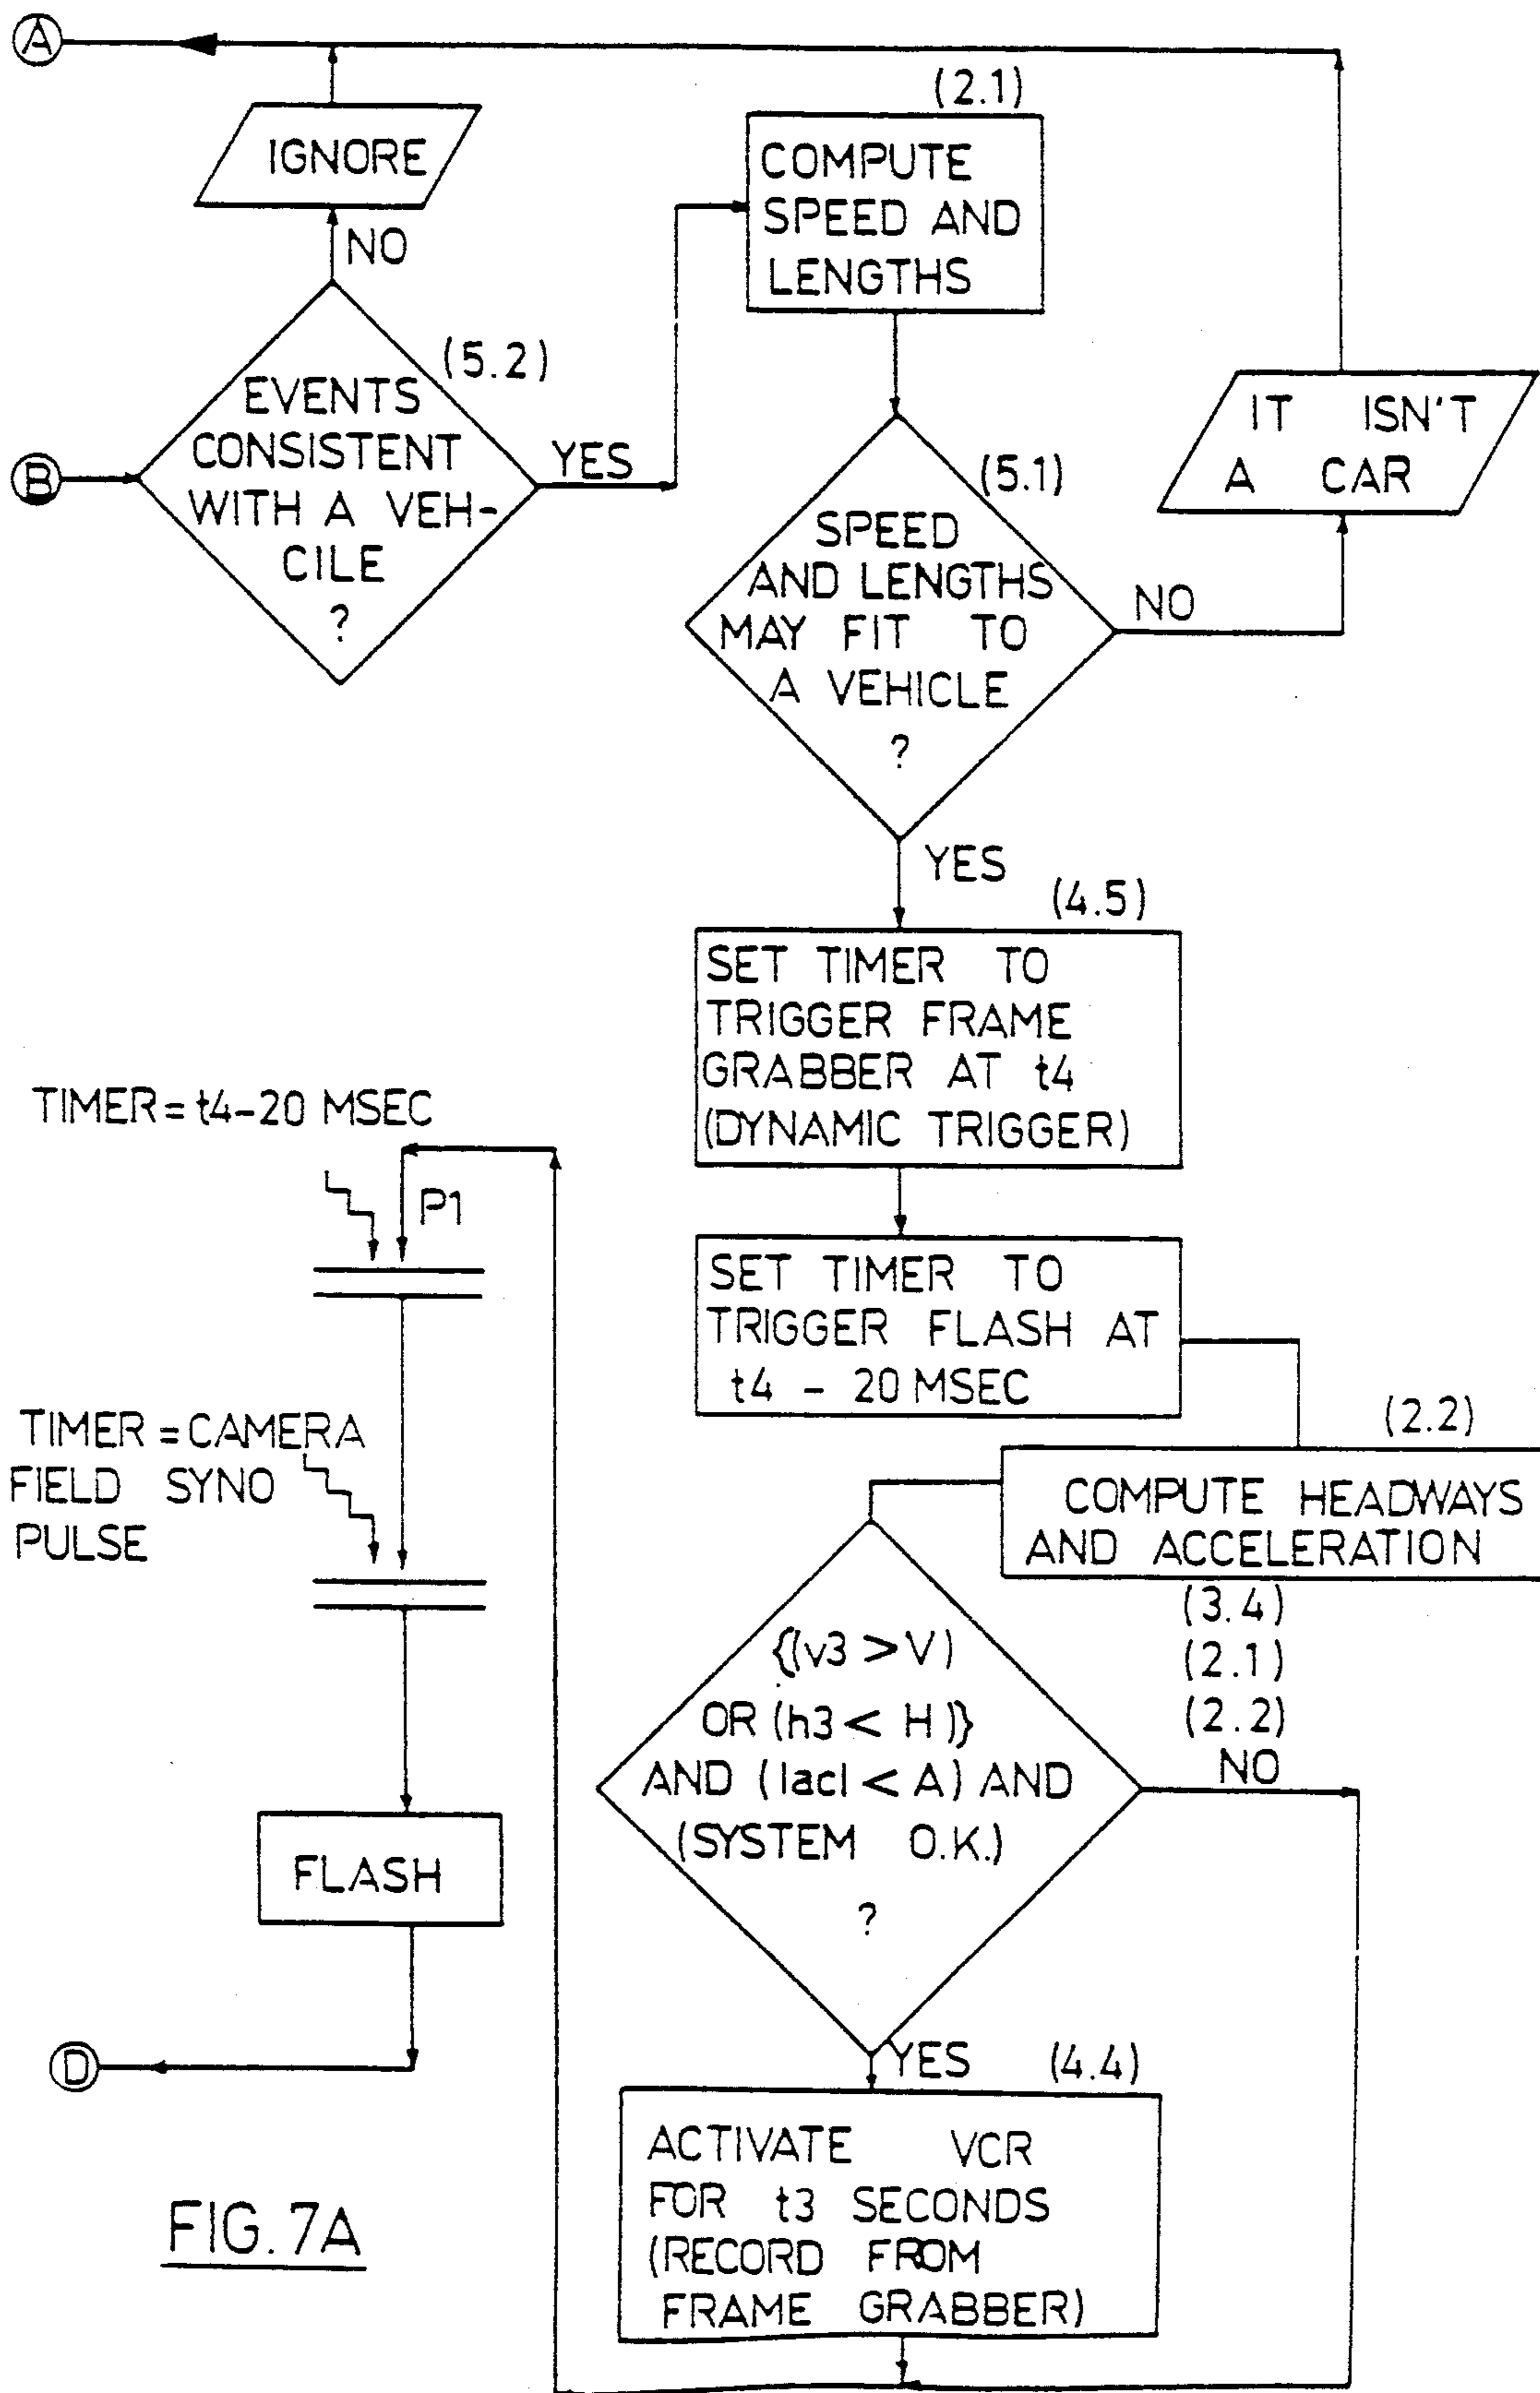 A
(2.1)
IGNORE
COMPUTE
SPEED AND
LENGTHS
NO
(5.2)
EVENTS
CONSISTENT
WITH A VEH-
CILE
?
B
YES
IT ISN'T
A CAR
(5.1)
SPEED
AND LENGTHS
MAY FIT TO
A VEHICLE
?
NO
YES
(4.5)
SET TIMER TO
TRIGGER FRAME
GRABBER AT t4
(DYNAMIC TRIGGER)
TIMER = t4-20 MSEC
P1
SET TIMER TO
TRIGGER FLASH AT
t4 - 20 MSEC
TIMER = CAMERA
FIELD SYNO
PULSE
(2.2)
COMPUTE HEADWAYS
AND ACCELERATION
(3.4)
(2.1)
(2.2)
{(v3 > V)
OR (h3 < H)}
AND (|ac| < A) AND
(SYSTEM O.K.)
?
NO
FLASH
D
YES
(4.4)
ACTIVATE VCR
FOR t3 SECONDS
(RECORD FROM
FRAME GRABBER)
FIG. 7A